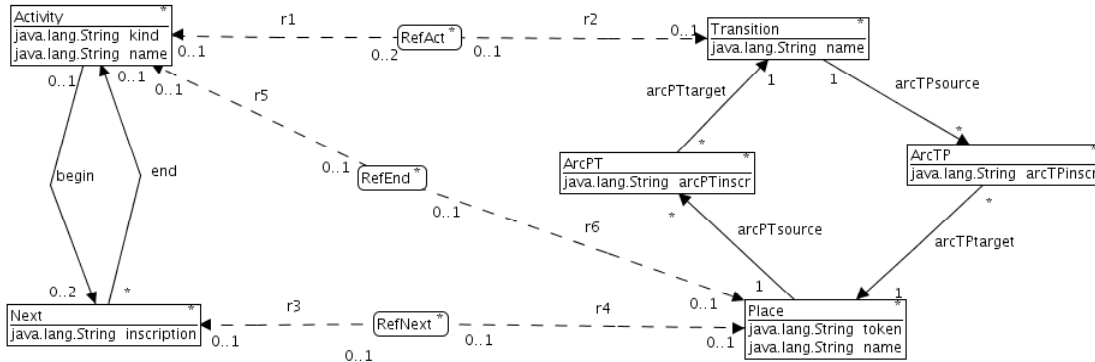 Activity *
java.lang.String kind
java.lang.String name
r1
RefAct *
r2
Transition *
java.lang.String name
0..1
0..2
0..1
0..1
0..1
0..1
0..1
r5
1
1
arcPTtarget
arcTPsource
begin
end
0..1
RefEnd *
0..1
*
*
ArcPT *
java.lang.String arcPTinscr
ArcTP *
java.lang.String arcTPinscr
*
*
r6
arcPTsource
arcTPtarget
0..2
*
r3
r4
0..1
1
1
Next *
java.lang.String inscription
0..1
RefNext *
0..1
0..1
0..1
Place *
java.lang.String token
java.lang.String name